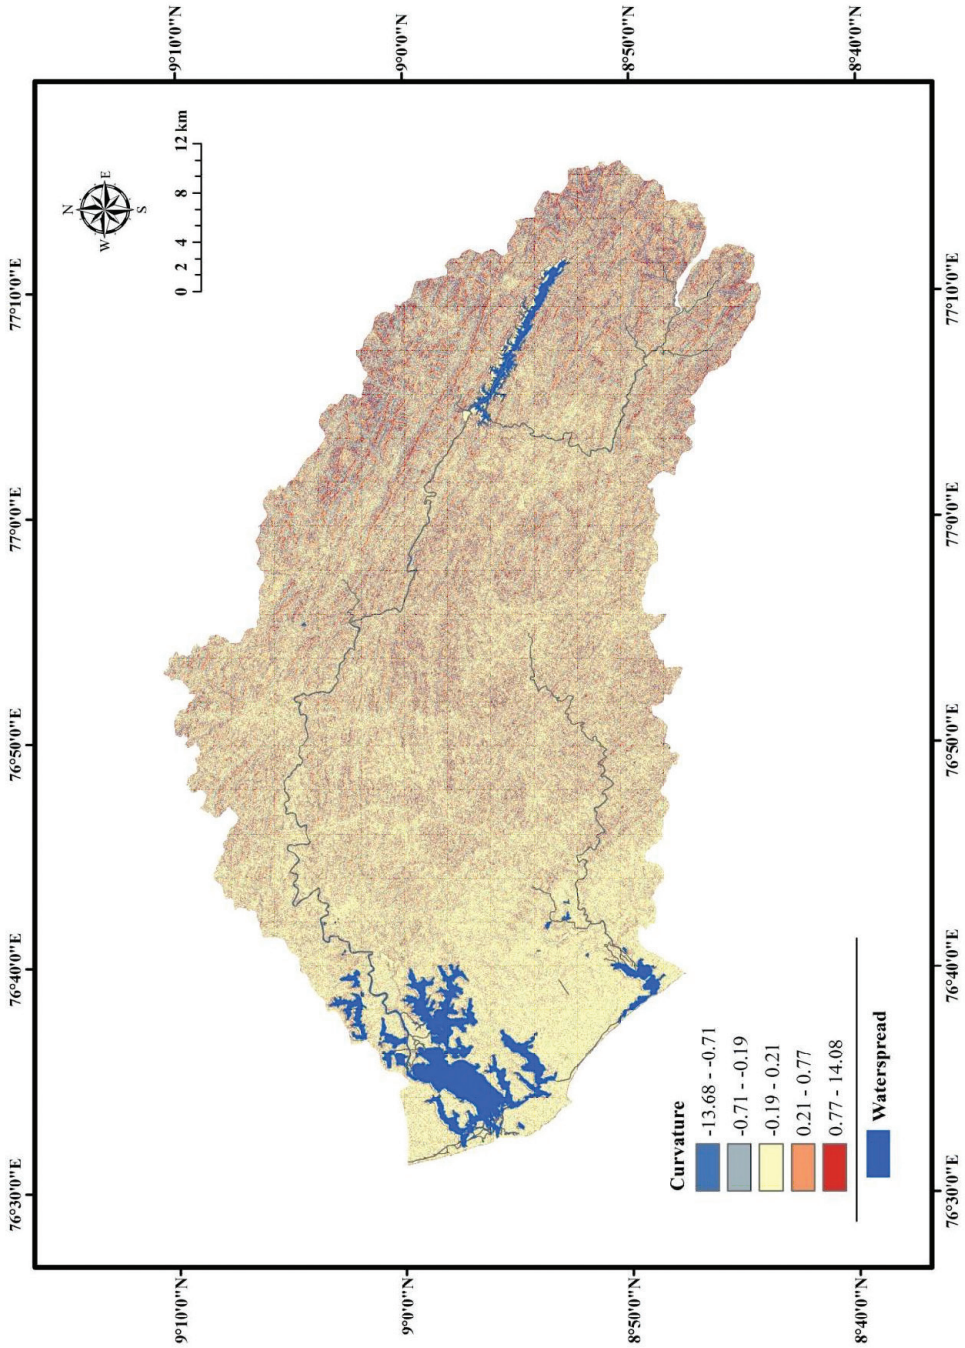 76°30'0"E
76°40'0"E
76°50'0"E
77°0'0"E
77°10'0"E
9°10'0"N
9°10'0"N
9°0'0"N
9°0'0"N
8°50'0"N
8°50'0"N
8°40'0"N
8°40'0"N
N
W
E
S
0 2 4 8 12 km
Curvature
-13.68 - -0.71
-0.71 - -0.19
-0.19 - 0.21
0.21 - 0.77
0.77 - 14.08
Waterspread
76°30'0"E
76°40'0"E
76°50'0"E
77°0'0"E
77°10'0"E